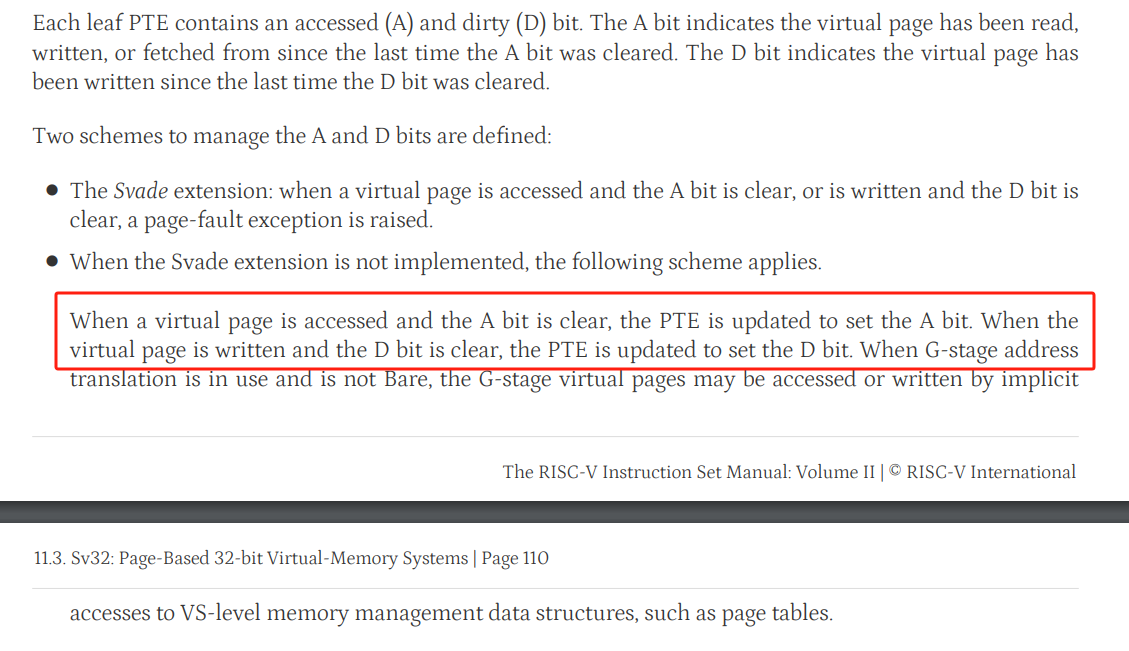 Each leaf PTE contains an accessed (A) and dirty (D) bit. The A bit indicates the virtual page has been read,
written, or fetched from since the last time the A bit was cleared. The D bit indicates the virtual page has
been written since the last time the D bit was cleared.
Two schemes to manage the A and D bits are defined:
● The Svade extension: when a virtual page is accessed and the A bit is clear, or is written and the D bit is
clear, a page-fault exception is raised.
● When the Svade extension is not implemented, the following scheme applies.
When a virtual page is accessed and the A bit is clear, the PTE is updated to set the A bit. When the
virtual page is written and the D bit is clear, the PTE is updated to set the D bit. When G-stage address
translation is in use and is not Bare, the G-stage virtual pages may be accessed or written by implicit
The RISC-V Instruction Set Manual: Volume II | © RISC-V International
11.3. Sv32: Page-Based 32-bit Virtual-Memory Systems | Page 110
accesses to VS-level memory management data structures, such as page tables.